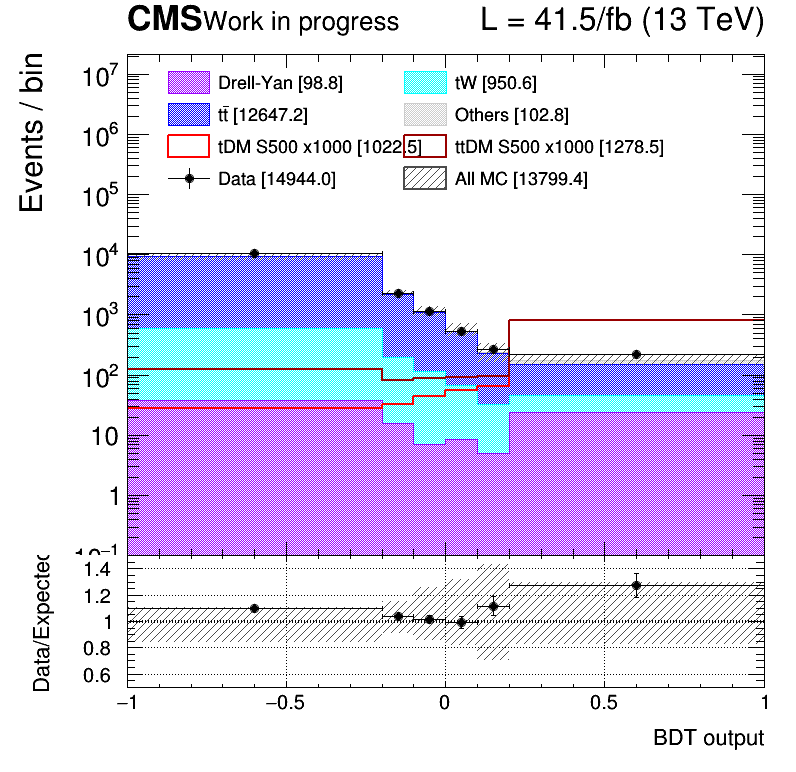 CMS Work in progress L = 41.5/fb (13 TeV)
Events / bin
10⁷
10⁶
10⁵
10⁴
10³
10²
10
1
10⁻¹
Drell-Yan [98.8] tW [950.6]
tt̄ [12647.2] Others [102.8]
tDM S500 x1000 [1022.5] ttDM S500 x1000 [1278.5]
Data [14944.0] All MC [13799.4]
Data/Expected
1.4
1.2
1
0.8
0.6
−1 −0.5 0 0.5 1
BDT output